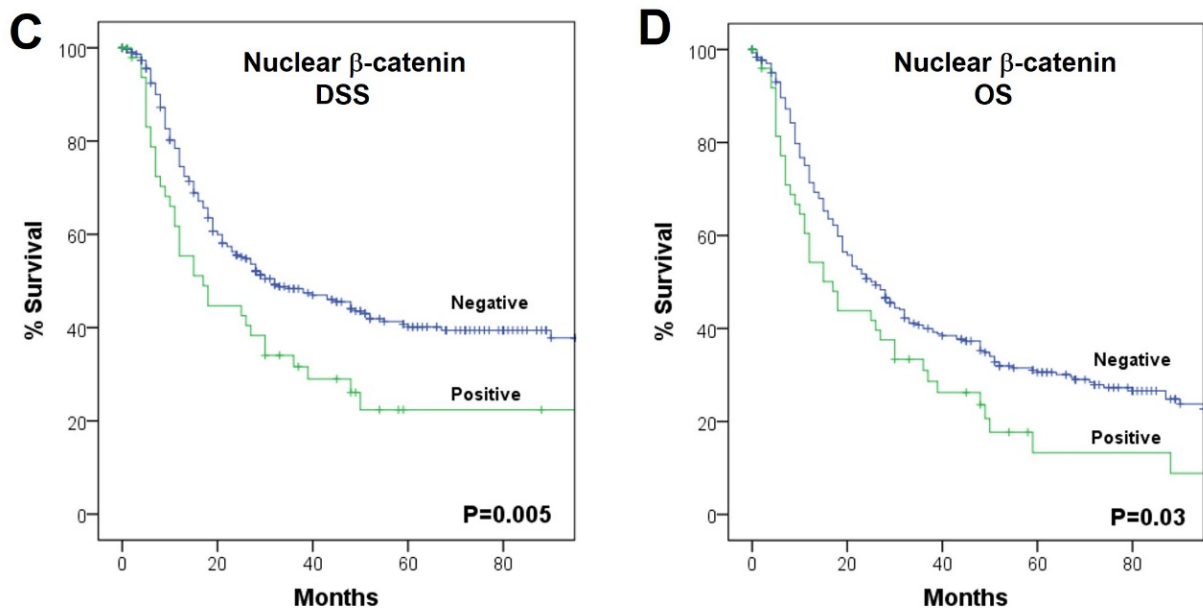 C
Nuclear β-catenin
DSS
% Survival
100
80
60
40
20
0
Negative
Positive
P=0.005
0 20 40 60 80
Months
D
Nuclear β-catenin
OS
% Survival
100
80
60
40
20
0
Negative
Positive
P=0.03
0 20 40 60 80
Months